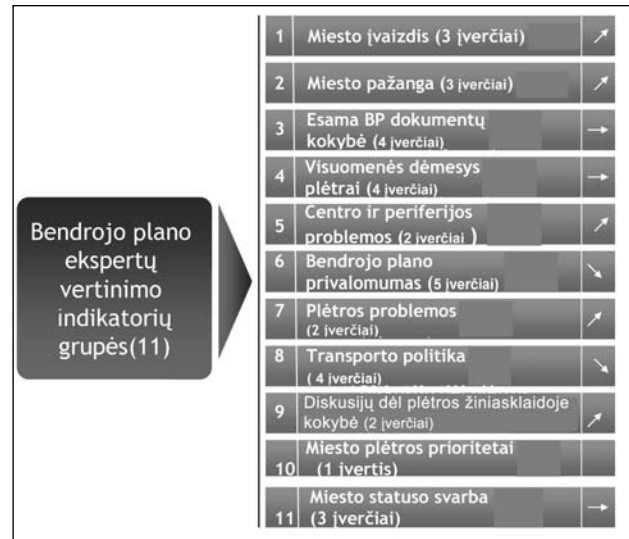 Bendrojo plano
ekspertų
vertinimo
indikatorių
grupės(11)
1 Miesto įvaizdis (3 įverčiai) ↗
2 Miesto pažanga (3 įverčiai) ↗
3 Esama BP dokumentų
kokybė (4 įverčiai) →
4 Visuomenės dėmesys
plėtrai (4 įverčiai) →
5 Centro ir periferijos
problemos (2 įverčiai ) ↗
6 Bendrojo plano
privalomumas (5 įverčiai) ↘
7 Plėtros problemos
(2 įverčiai) ↗
8 Transporto politika
( 4 įverčiai) ↘
9 Diskusijų dėl plėtros žiniasklaidoje
kokybė (2 įverčiai) ↗
10 Miesto plėtros prioritetai
(1 įvertis)
11 Miesto statuso svarba
(3 įverčiai) →